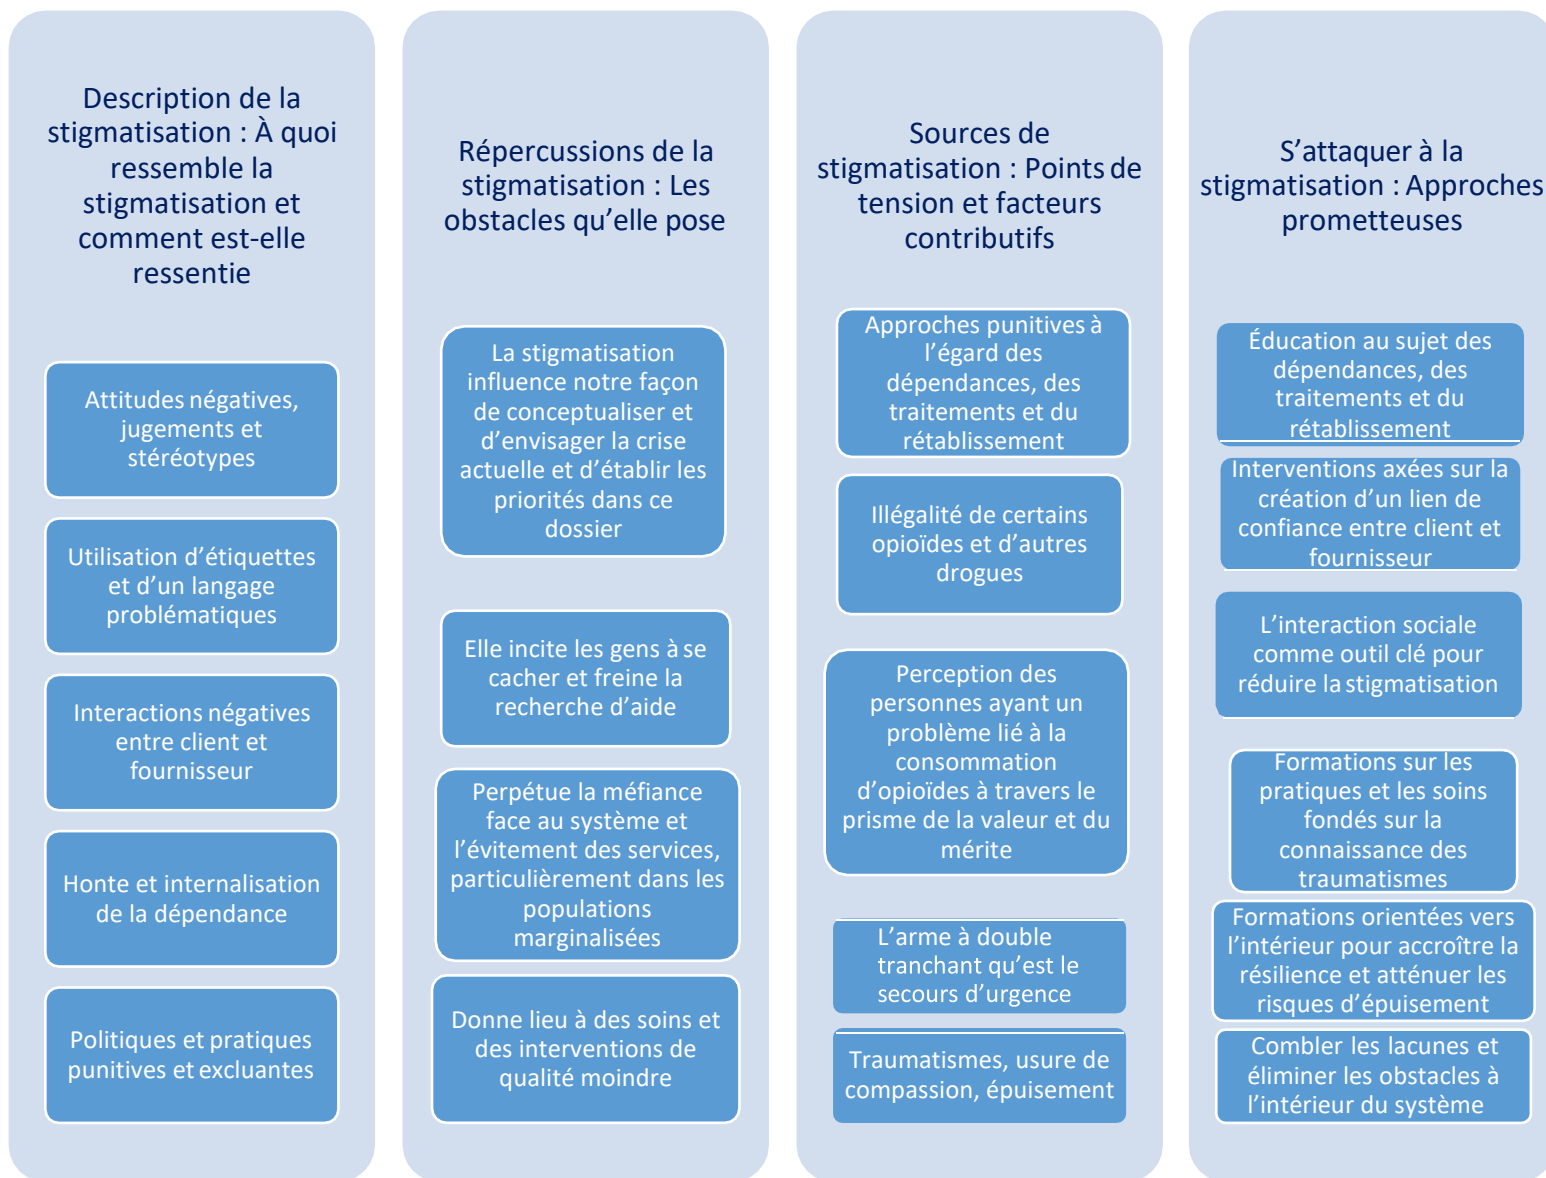 Description de la
stigmatisation : À quoi
ressemble la
stigmatisation et
comment est-elle
ressentie
Attitudes négatives,
jugements et
stéréotypes
Utilisation d’étiquettes
et d’un langage
problématiques
Interactions négatives
entre client et
fournisseur
Honte et internalisation
de la dépendance
Politiques et pratiques
punitives et excluantes
Répercussions de la
stigmatisation : Les
obstacles qu’elle pose
La stigmatisation
influence notre façon
de conceptualiser et
d’envisager la crise
actuelle et d’établir les
priorités dans ce
dossier
Elle incite les gens à se
cacher et freine la
recherche d’aide
Perpétue la méfiance
face au système et
l’évitement des services,
particulièrement dans les
populations
marginalisées
Donne lieu à des soins et
des interventions de
qualité moindre
Sources de
stigmatisation : Points de
tension et facteurs
contributifs
Approches punitives à
l’égard des
dépendances, des
traitements et du
rétablissement
Illégalité de certains
opioïdes et d’autres
drogues
Perception des
personnes ayant un
problème lié à la
consommation
d’opioïdes à travers le
prisme de la valeur et du
mérite
L’arme à double
tranchant qu’est le
secours d’urgence
Traumatismes, usure de
compassion, épuisement
S’attaquer à la
stigmatisation : Approches
prometteuses
Éducation au sujet des
dépendances, des
traitements et du
rétablissement
Interventions axées sur la
création d’un lien de
confiance entre client et
fournisseur
L’interaction sociale
comme outil clé pour
réduire la stigmatisation
Formations sur les
pratiques et les soins
fondés sur la
connaissance des
traumatismes
Formations orientées vers
l’intérieur pour accroître la
résilience et atténuer les
risques d’épuisement
Combler les lacunes et
éliminer les obstacles à
l’intérieur du système